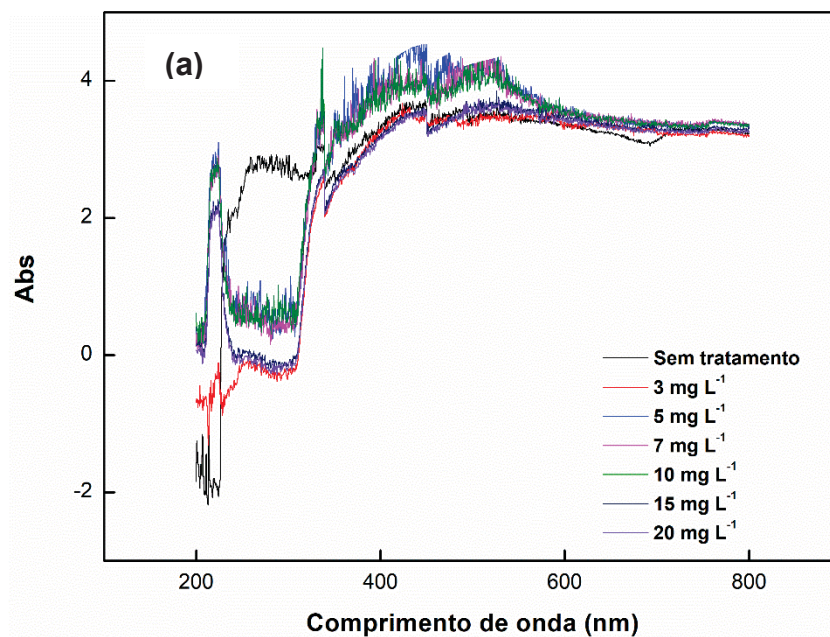 (a)
4
2
0
-2
Abs
Sem tratamento
3 mg L⁻¹
5 mg L⁻¹
7 mg L⁻¹
10 mg L⁻¹
15 mg L⁻¹
20 mg L⁻¹
200 400 600 800
Comprimento de onda (nm)